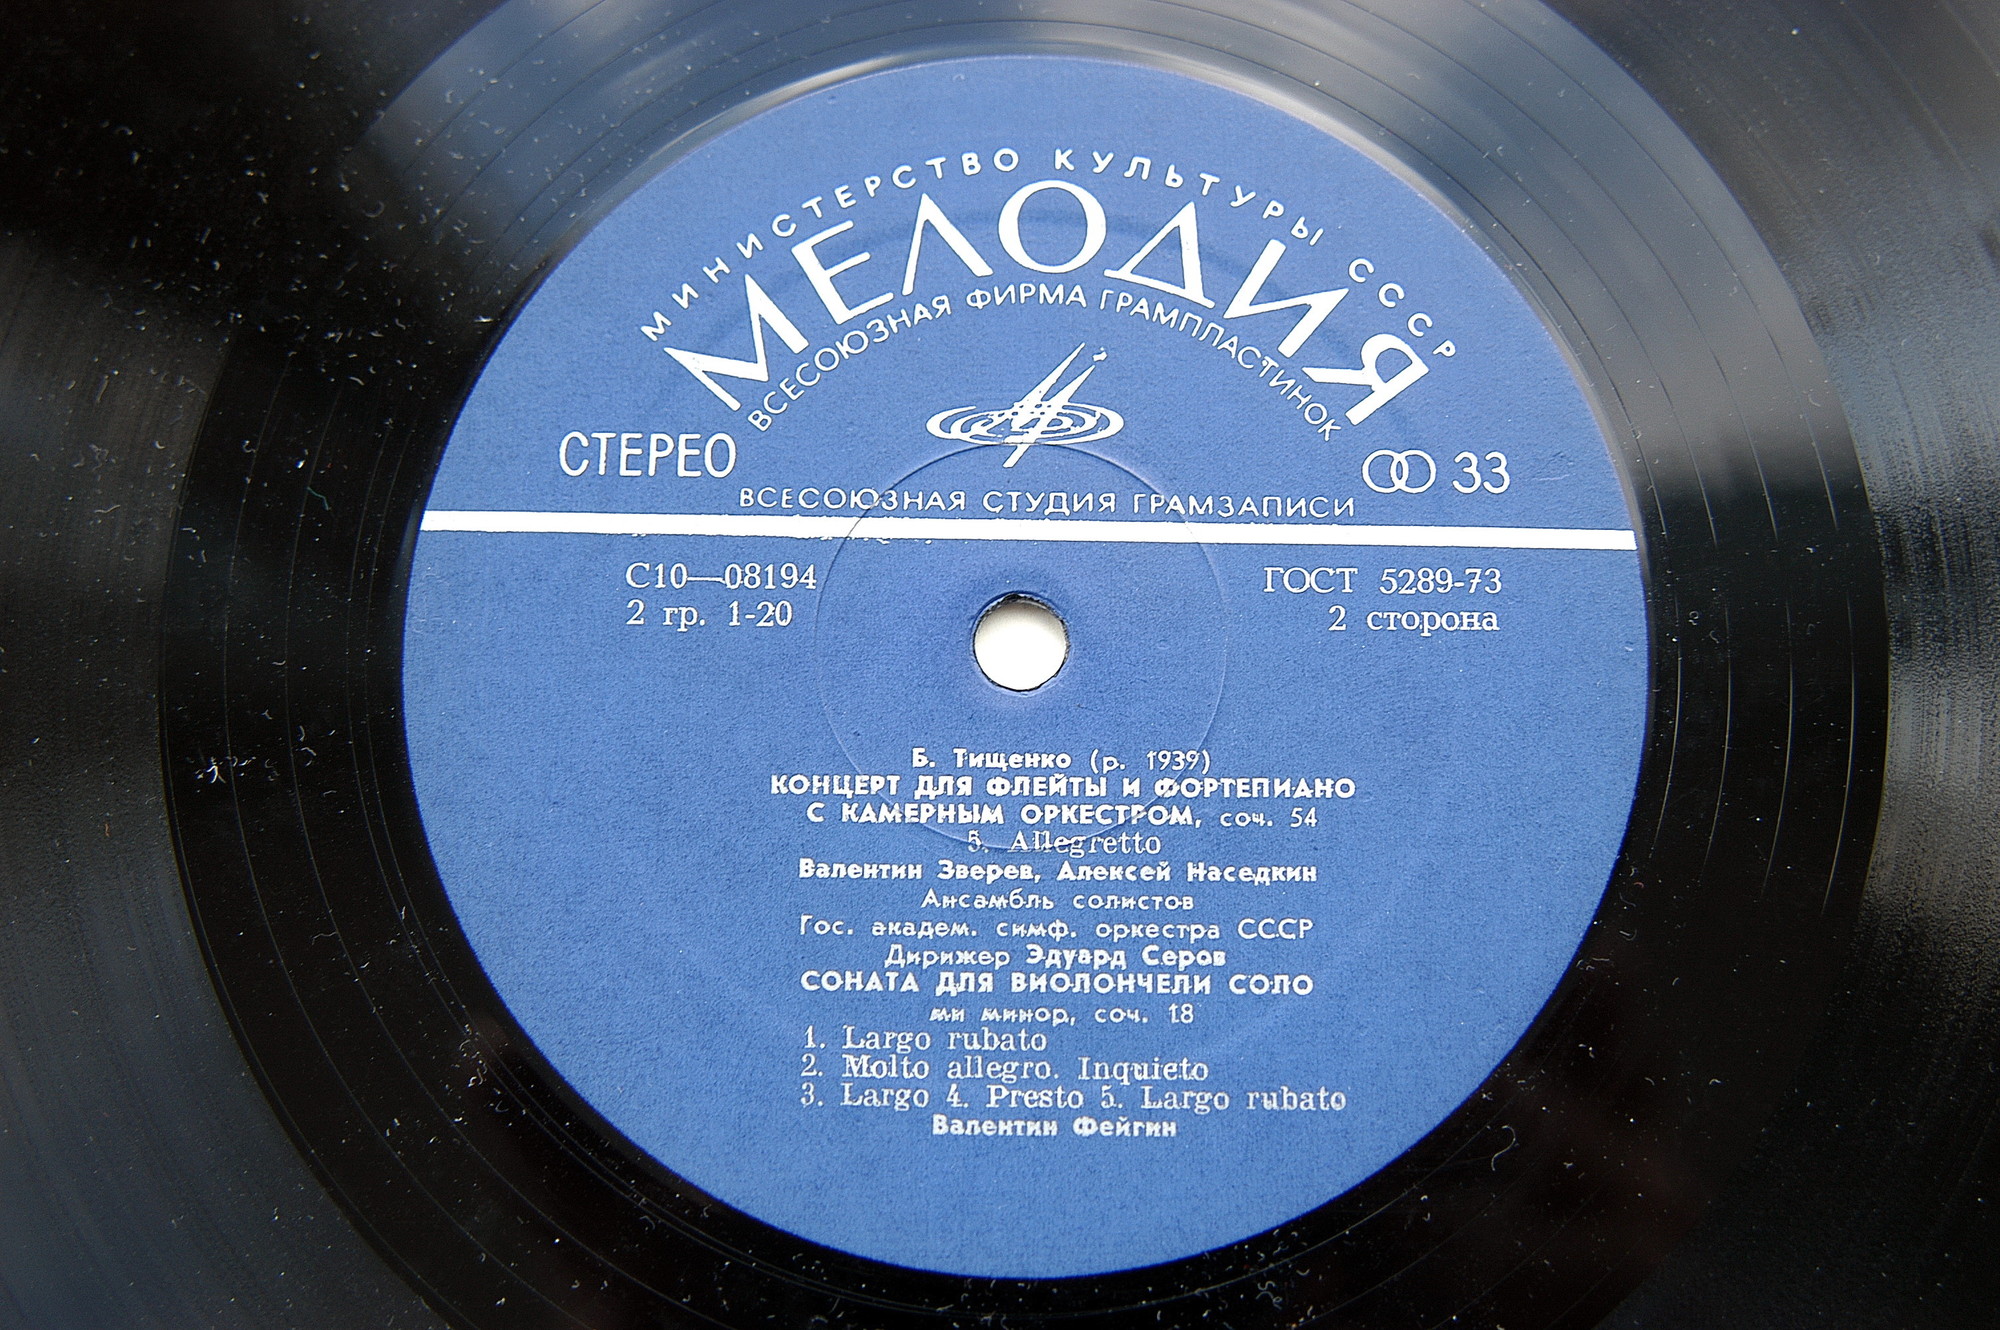 МИНИСТЕРСТВО КУЛЬТУРЫ СССР
МЕЛОДИЯ
ВСЕСОЮЗНАЯ ФИРМА ГРАМПЛАСТИНОК
СТЕРЕО
33
ВСЕСОЮЗНАЯ СТУДИЯ ГРАМЗАПИСИ
С10—08194
ГОСТ 5289-73
2 гр. 1-20
2 сторона
Б. Тищенко (р. 1939)
КОНЦЕРТ ДЛЯ ФЛЕЙТЫ И ФОРТЕПИАНО
С КАМЕРНЫМ ОРКЕСТРОМ, соч. 54
5. Allegretto
Валентин Зверев, Алексей Наседкин
Ансамбль солистов
Гос. академ. симф. оркестра СССР
Дирижер Эдуард Серов
СОНАТА ДЛЯ ВИОЛОНЧЕЛИ СОЛО
ми минор, соч. 18
1. Largo rubato
2. Molto allegro. Inquieto
3. Largo 4. Presto 5. Largo rubato
Валентин Фейгин